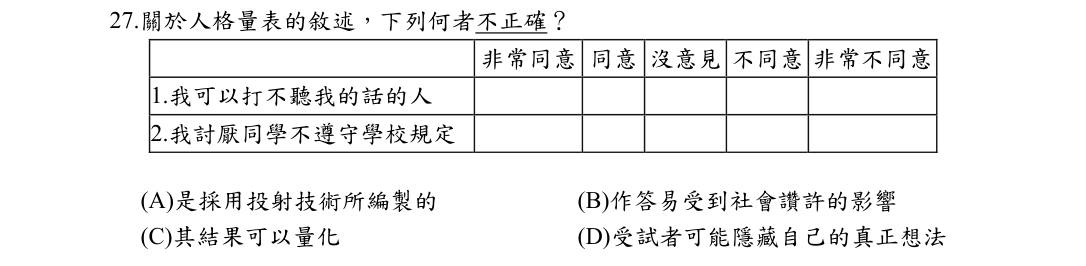 27.關於人格量表的敘述，下列何者不正確？
非常同意 同意 沒意見 不同意 非常不同意
1.我可以打不聽我的話的人
2.我討厭同學不遵守學校規定
(A)是採用投射技術所編製的 (B)作答易受到社會讚許的影響
(C)其結果可以量化 (D)受試者可能隱藏自己的真正想法